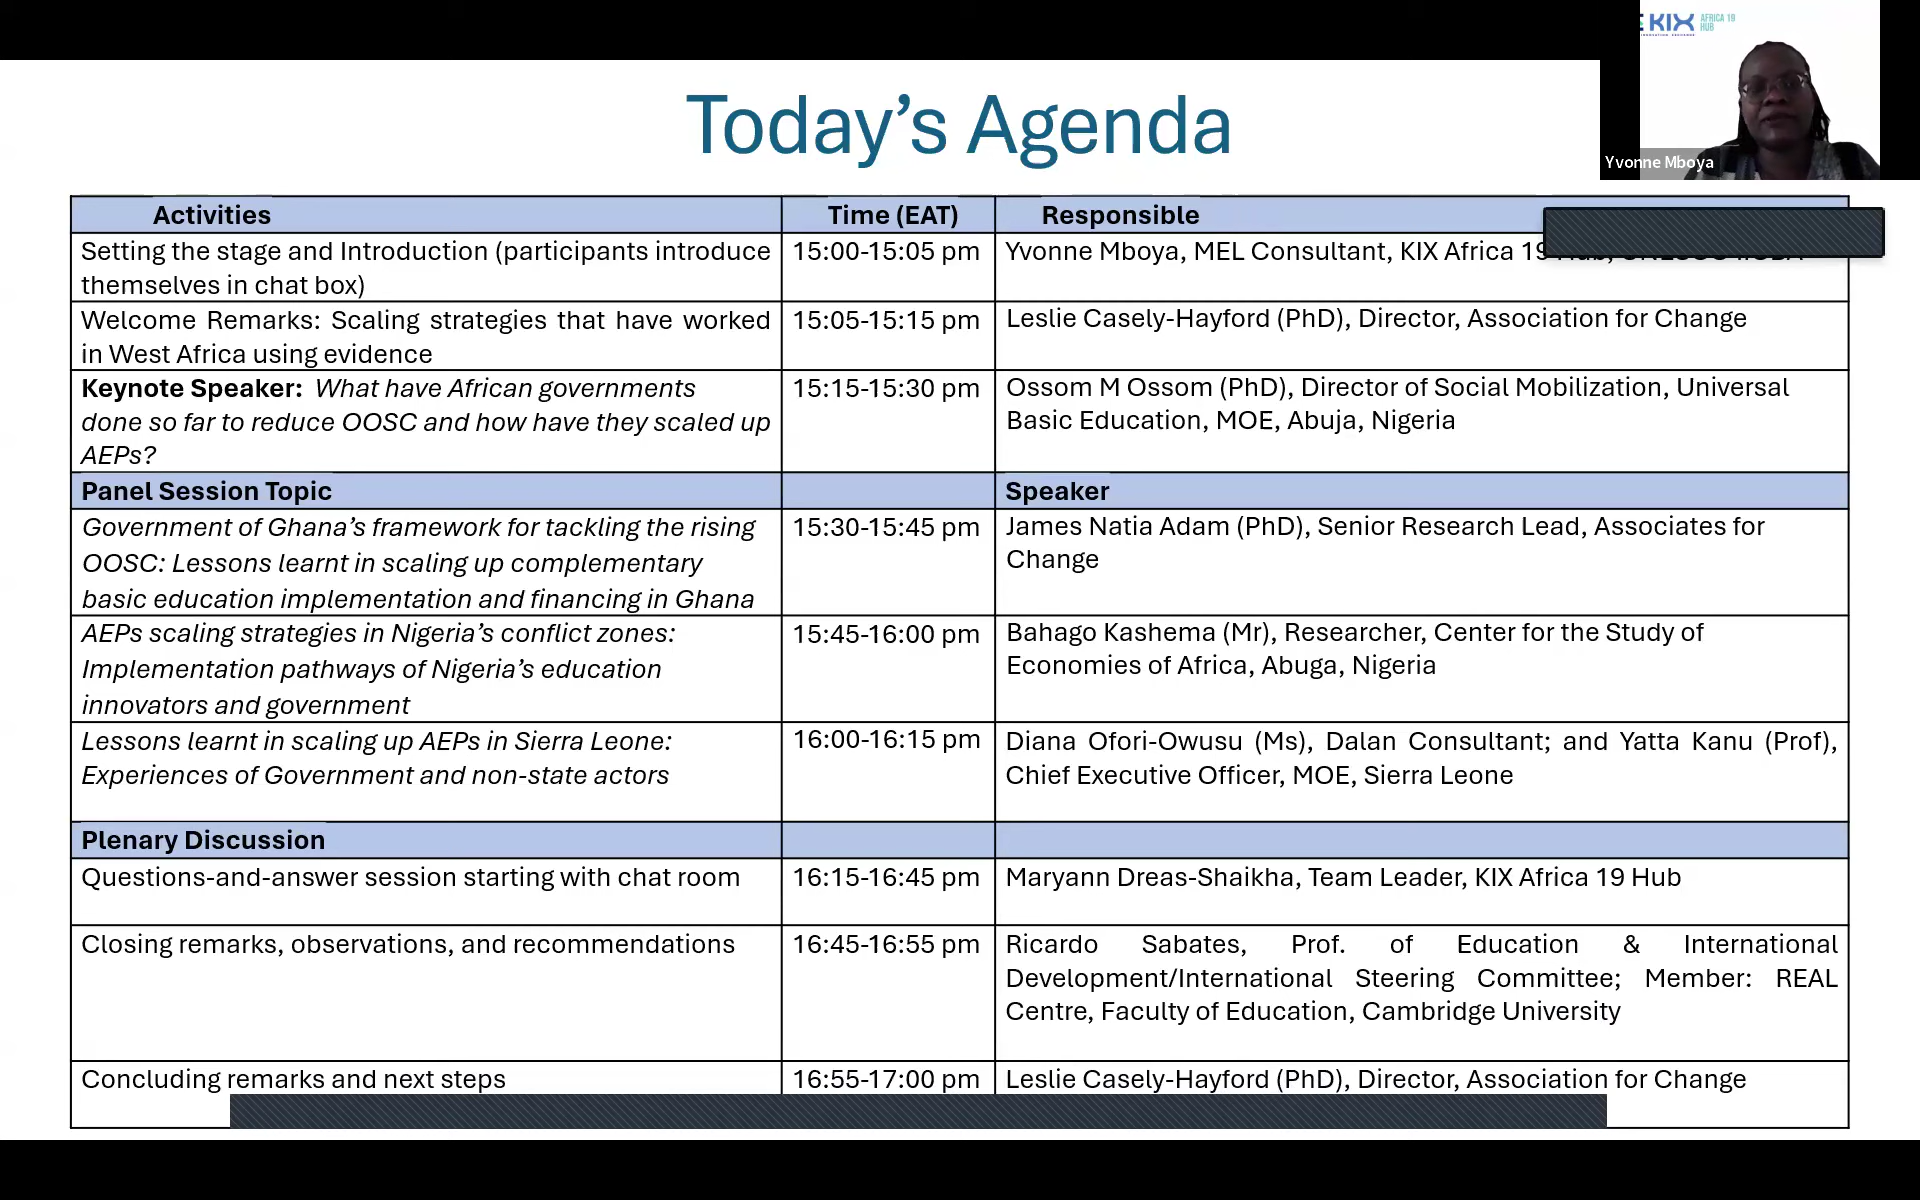 KIX AFRICA 19
HUB
Today’s Agenda
Yvonne Mboya
Activities Time (EAT) Responsible
Setting the stage and Introduction (participants introduce 15:00-15:05 pm Yvonne Mboya, MEL Consultant, KIX Africa 19
themselves in chat box)
Welcome Remarks: Scaling strategies that have worked 15:05-15:15 pm Leslie Casely-Hayford (PhD), Director, Association for Change
in West Africa using evidence
Keynote Speaker: What have African governments 15:15-15:30 pm Ossom M Ossom (PhD), Director of Social Mobilization, Universal
done so far to reduce OOSC and how have they scaled up Basic Education, MOE, Abuja, Nigeria
AEPs?
Panel Session Topic Speaker
Government of Ghana’s framework for tackling the rising 15:30-15:45 pm James Natia Adam (PhD), Senior Research Lead, Associates for
OOSC: Lessons learnt in scaling up complementary Change
basic education implementation and financing in Ghana
AEPs scaling strategies in Nigeria’s conflict zones: 15:45-16:00 pm Bahago Kashema (Mr), Researcher, Center for the Study of
Implementation pathways of Nigeria’s education Economies of Africa, Abuga, Nigeria
innovators and government
Lessons learnt in scaling up AEPs in Sierra Leone: 16:00-16:15 pm Diana Ofori-Owusu (Ms), Dalan Consultant; and Yatta Kanu (Prof),
Experiences of Government and non-state actors Chief Executive Officer, MOE, Sierra Leone
Plenary Discussion
Questions-and-answer session starting with chat room 16:15-16:45 pm Maryann Dreas-Shaikha, Team Leader, KIX Africa 19 Hub
Closing remarks, observations, and recommendations 16:45-16:55 pm Ricardo Sabates, Prof. of Education & International
Development/International Steering Committee; Member: REAL
Centre, Faculty of Education, Cambridge University
Concluding remarks and next steps 16:55-17:00 pm Leslie Casely-Hayford (PhD), Director, Association for Change